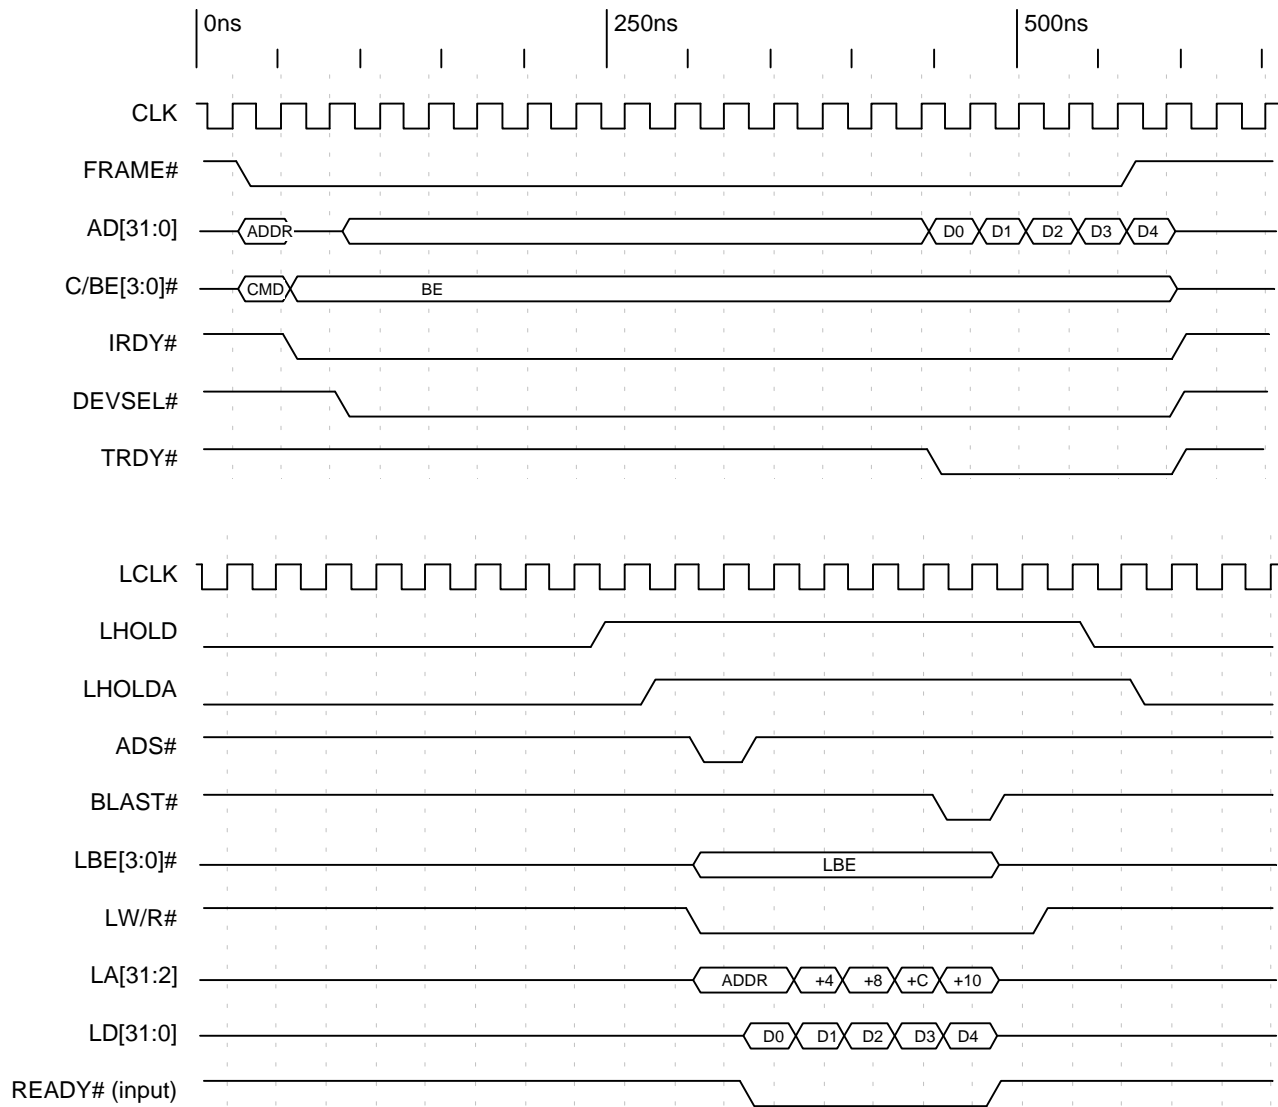 0ns 250ns 500ns
CLK
FRAME#
AD[31:0] ADDR D0 D1 D2 D3 D4
C/BE[3:0]# CMD BE
IRDY#
DEVSEL#
TRDY#
LCLK
LHOLD
LHOLDA
ADS#
BLAST#
LBE[3:0]# LBE
LW/R#
LA[31:2] ADDR +4 +8 +C +10
LD[31:0] D0 D1 D2 D3 D4
READY# (input)